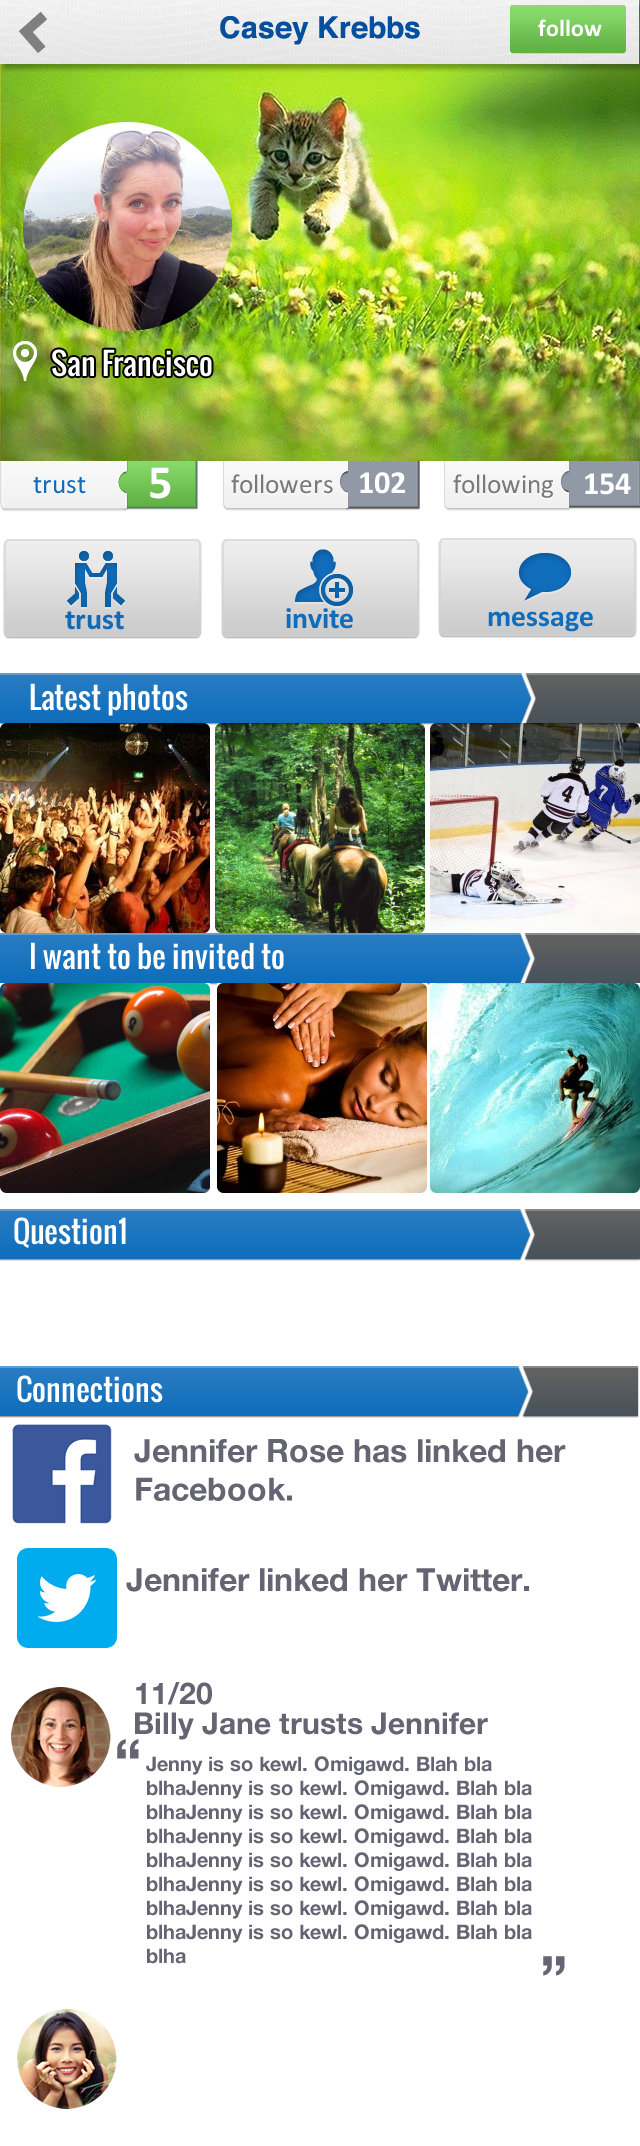 Casey Krebbs
follow
San Francisco
trust 5
followers 102
following 154
trust
invite
message
Latest photos
4
7
I want to be invited to
8
3
Question1
Connections
Jennifer Rose has linked her
Facebook.
Jennifer linked her Twitter.
11/20
Billy Jane trusts Jennifer
“ Jenny is so kewl. Omigawd. Blah bla
blhaJenny is so kewl. Omigawd. Blah bla
blhaJenny is so kewl. Omigawd. Blah bla
blhaJenny is so kewl. Omigawd. Blah bla
blhaJenny is so kewl. Omigawd. Blah bla
blhaJenny is so kewl. Omigawd. Blah bla
blhaJenny is so kewl. Omigawd. Blah bla
blhaJenny is so kewl. Omigawd. Blah bla
blha ”